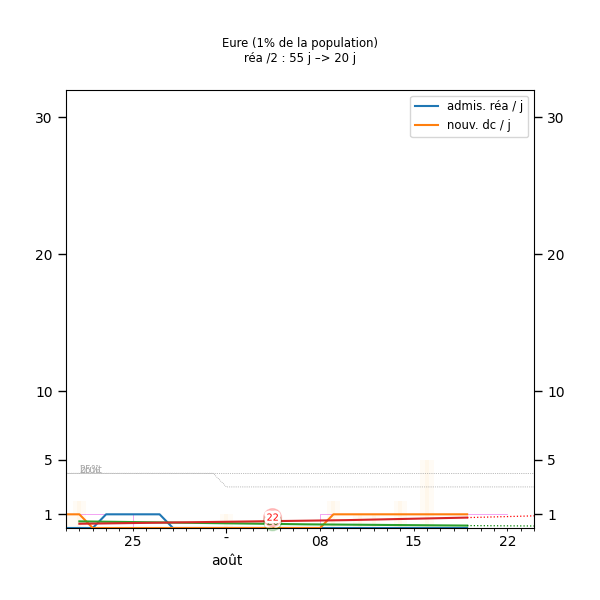 Eure (1% de la population)
réa /2 : 55 j –> 20 j
admis. réa / j
nouv. dc / j
30 30
20 20
10 10
5 5
25%
22
1 1
25 - 08 15 22
août